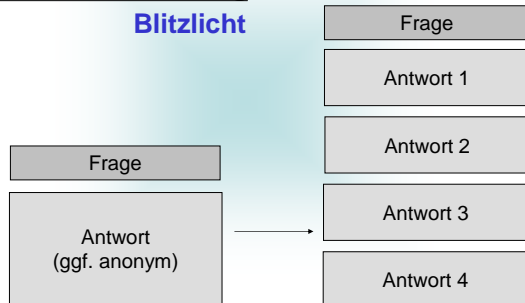 Blitzlicht
Frage
Antwort
(ggf. anonym)
Frage
Antwort 1
Antwort 2
Antwort 3
Antwort 4